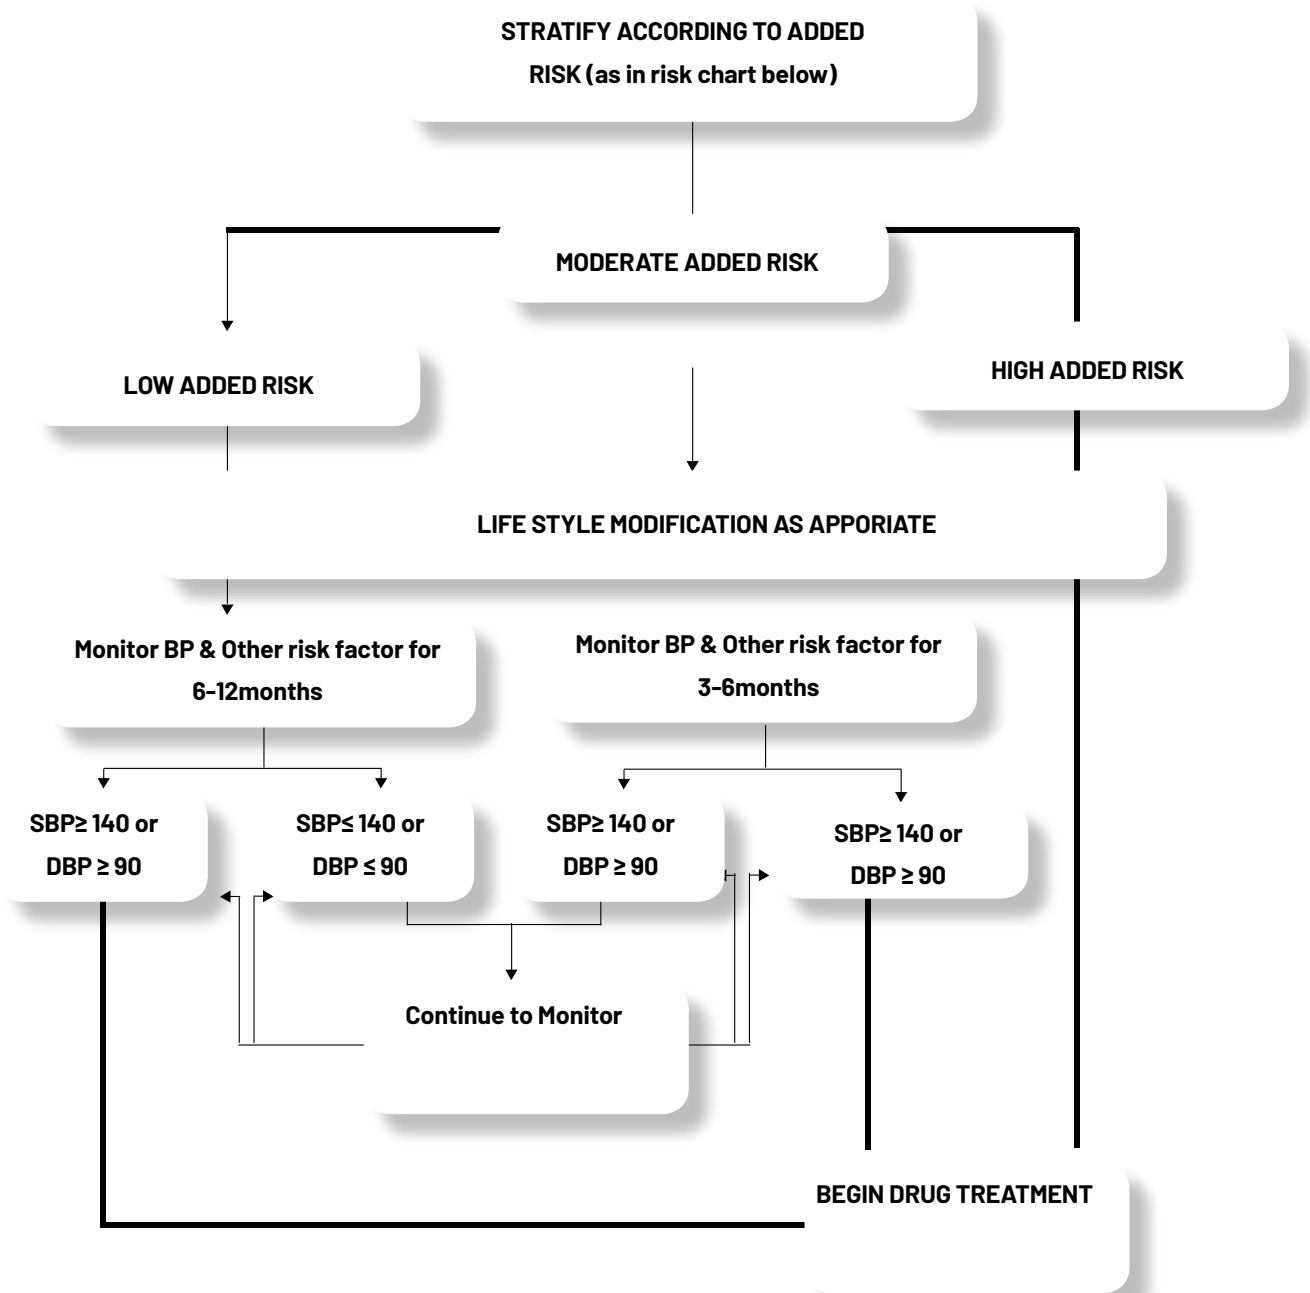 STRATIFY ACCORDING TO ADDED
RISK (as in risk chart below)
MODERATE ADDED RISK
LOW ADDED RISK
HIGH ADDED RISK
LIFE STYLE MODIFICATION AS APPORIATE
Monitor BP & Other risk factor for
6-12months
Monitor BP & Other risk factor for
3-6months
SBP≥ 140 or
DBP ≥ 90
SBP≤ 140 or
DBP ≤ 90
SBP≥ 140 or
DBP ≥ 90
SBP≥ 140 or
DBP ≥ 90
Continue to Monitor
BEGIN DRUG TREATMENT